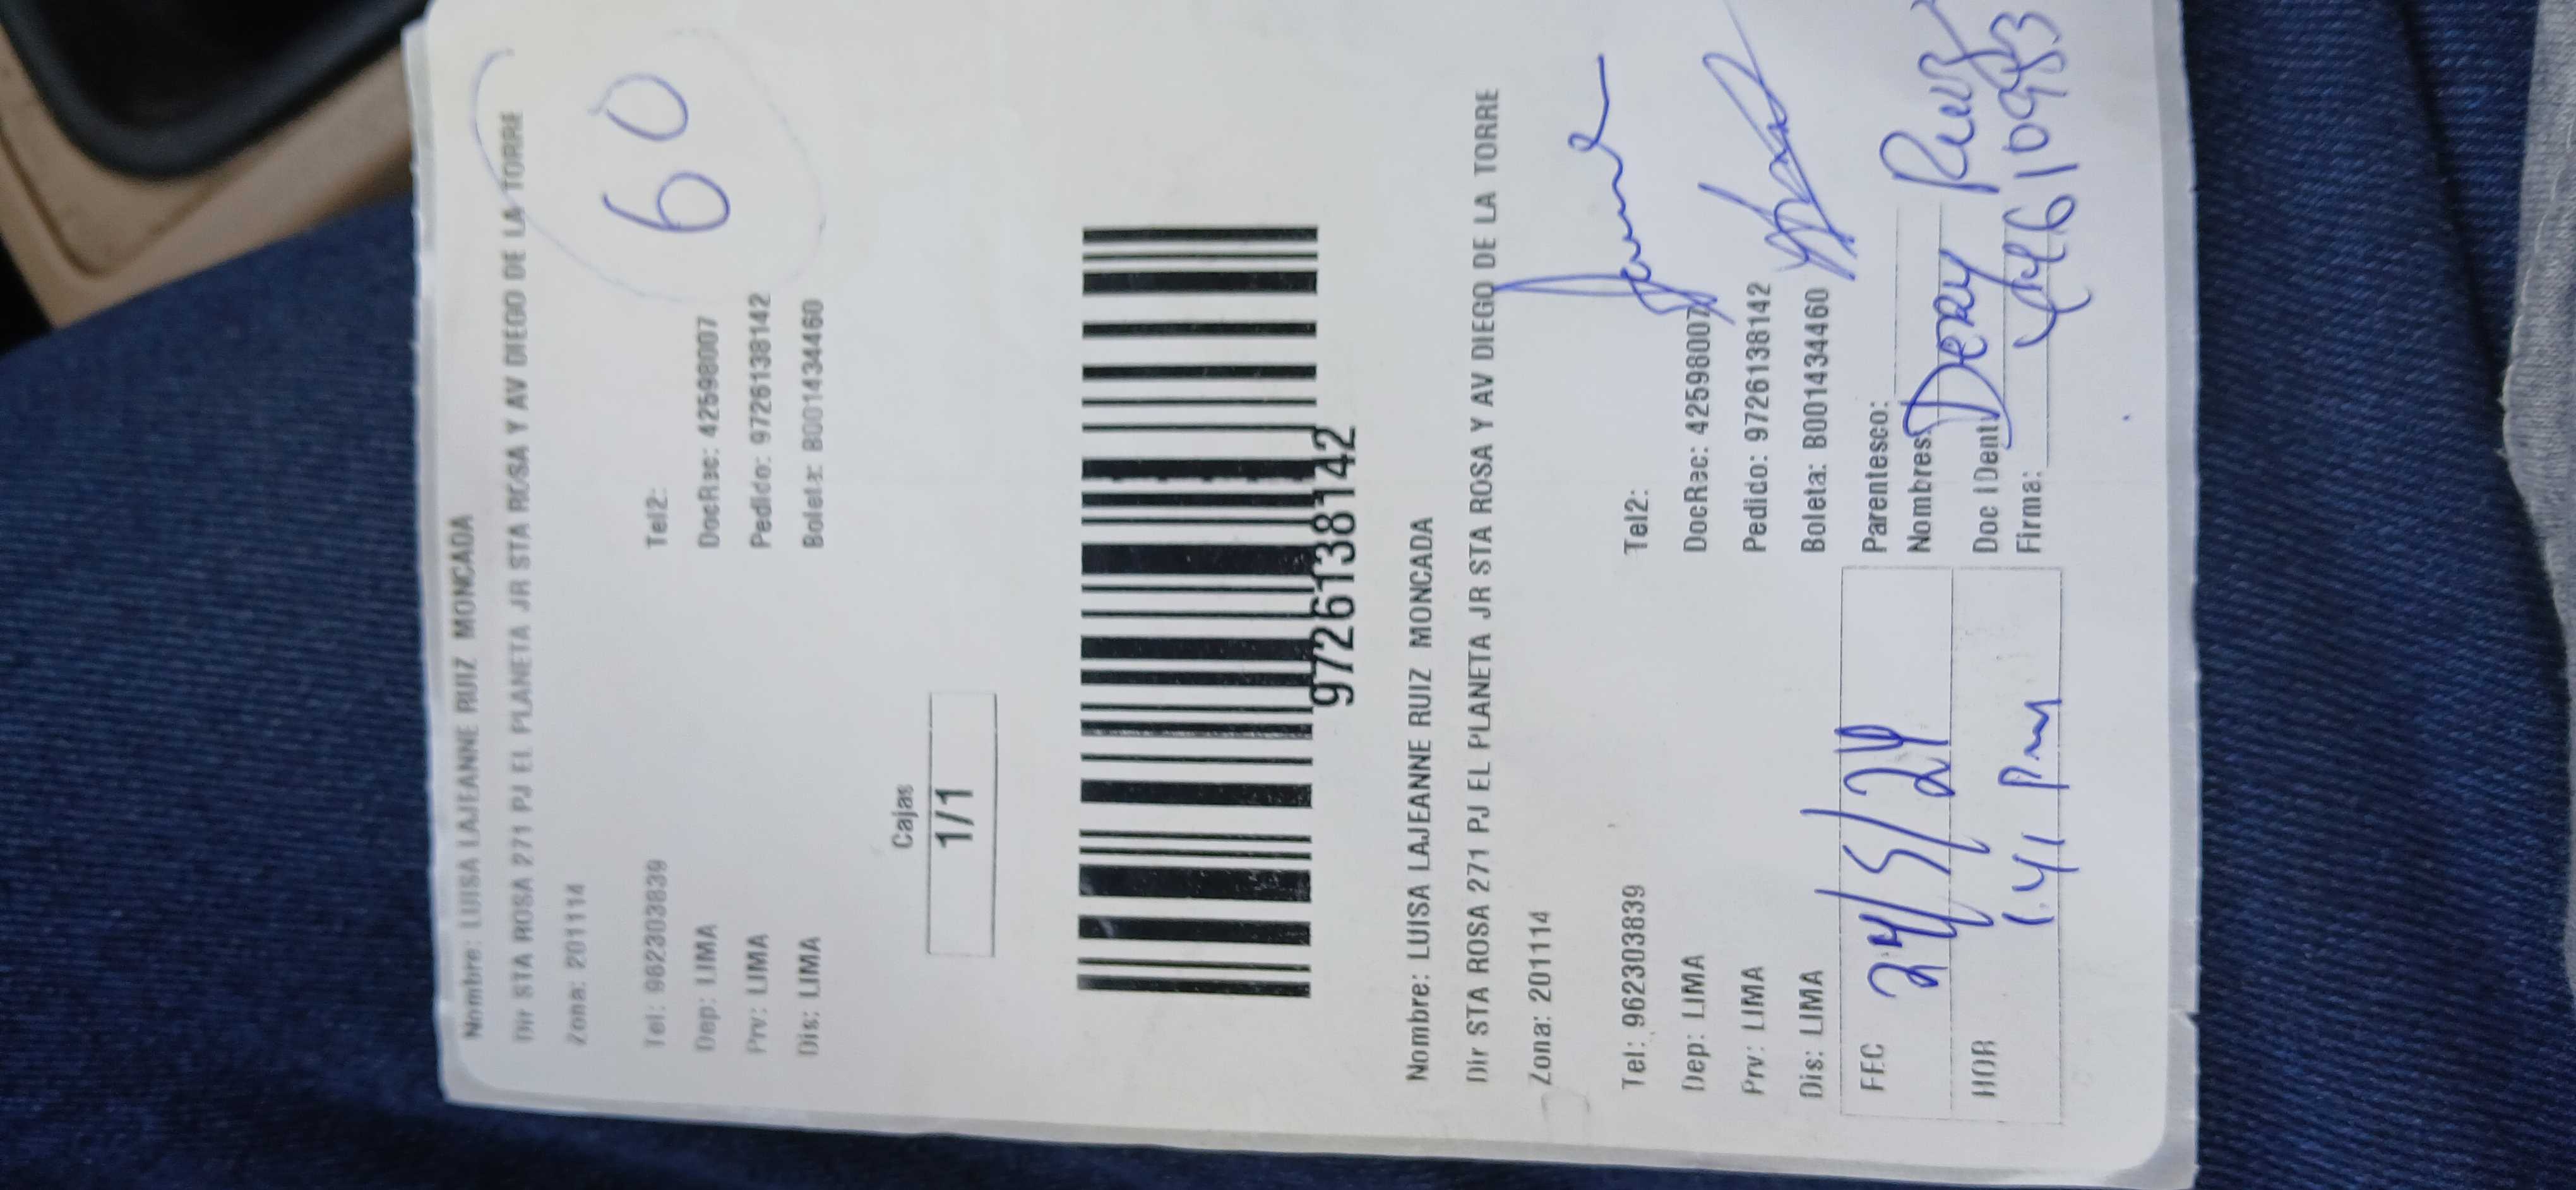 Nombre: LUISA LAJEANNE RUIZ MONCADA
Dir STA ROSA 271 PJ EL PLANETA JR STA ROSA Y AV DIEGO DE LA TORRE
Zona: 201114
60
Tel: 962303839 Tel2:
Dep: LIMA DocRec: 42598007
Prv: LIMA Pedido: 9726138142
Dis: LIMA Boleta: B001434460
Cajas
1/1
9726138142
Nombre: LUISA LAJEANNE RUIZ MONCADA
Dir STA ROSA 271 PJ EL PLANETA JR STA ROSA Y AV DIEGO DE LA TORRE
Zona: 201114
Tel: 962303839 Tel2:
Dep: LIMA DocRec: 42598007
Prv: LIMA Pedido: 9726138142
Dis: LIMA Boleta: B001434460
FEC 24/5/24 Parentesco:
Nombres: Ruiz
HOR 1.41 Pm Doc IDent
Firma: